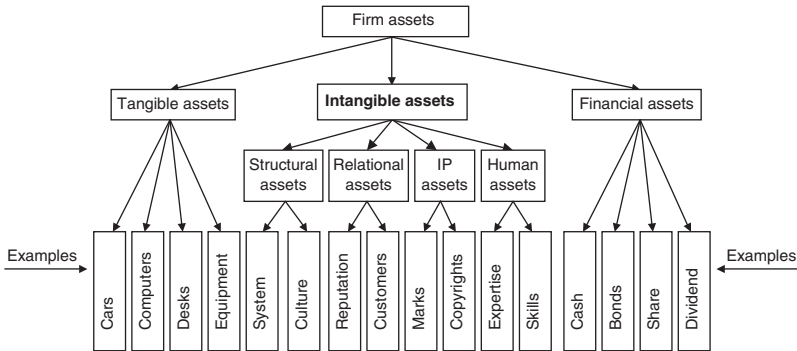 Firm assets
Tangible assets
Intangible assets
Financial assets
Structural
assets
Relational
assets
IP
assets
Human
assets
Examples
Cars
Computers
Desks
Equipment
System
Culture
Reputation
Customers
Marks
Copyrights
Expertise
Skills
Cash
Bonds
Share
Dividend
Examples